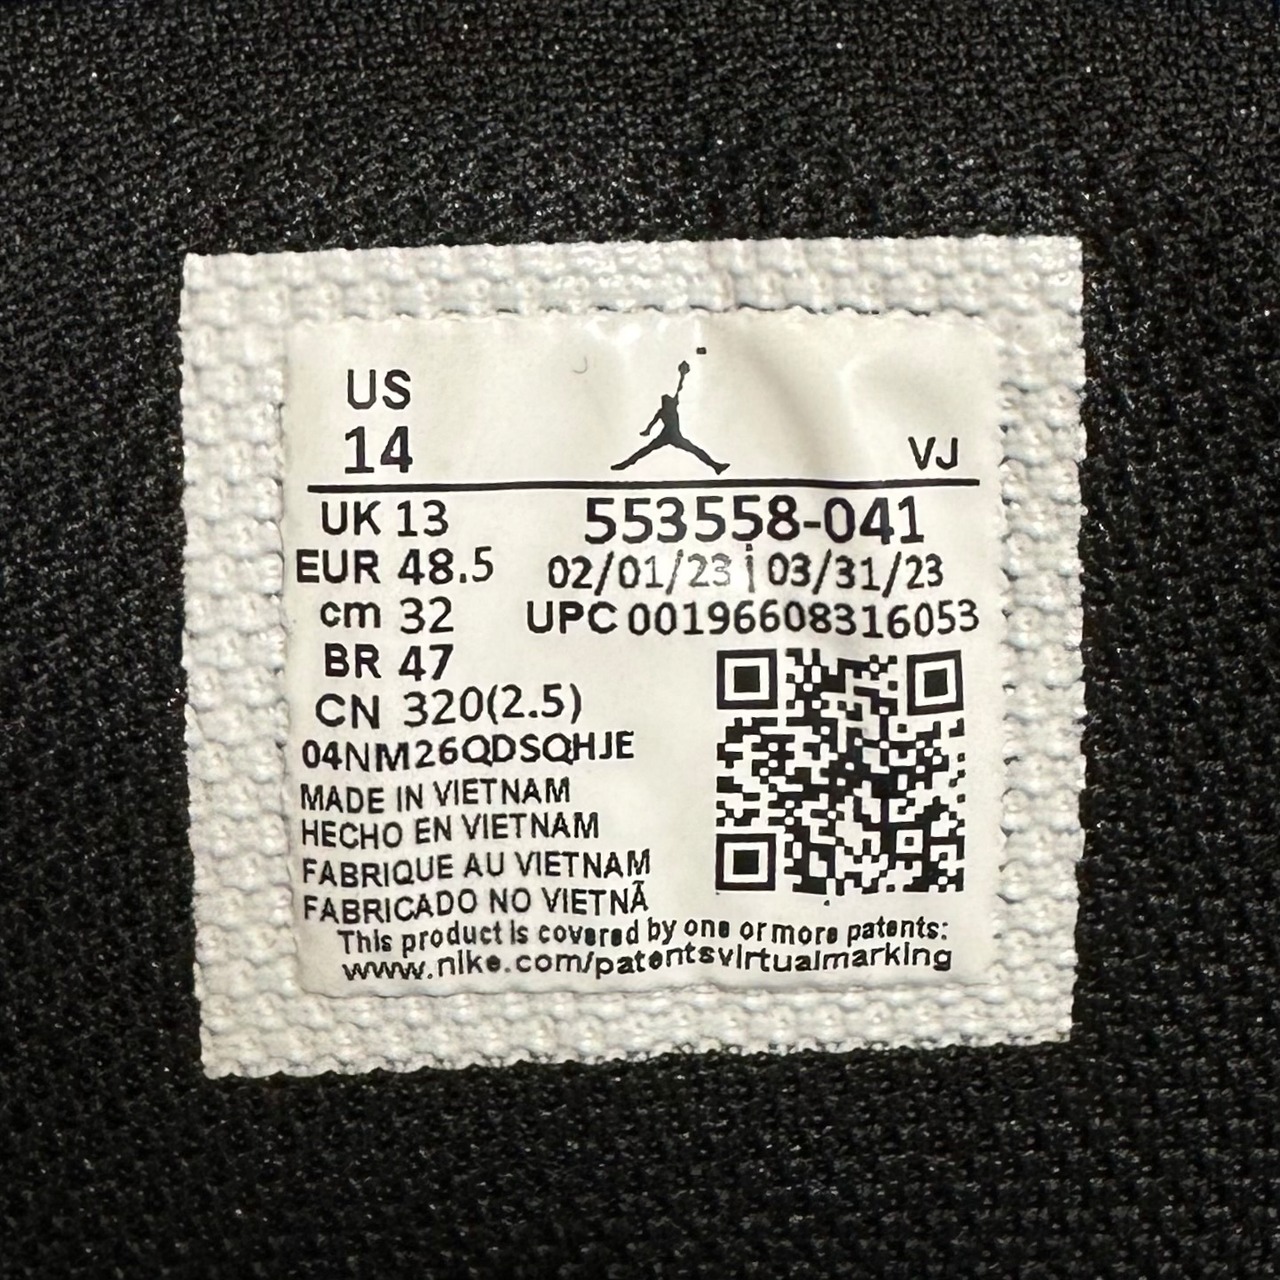 US
14
VJ
UK 13
553558-041
EUR 48.5
02/01/23 | 03/31/23
cm 32
UPC 00196608316053
BR 47
CN 320(2.5)
04NM26QDSQHJE
MADE IN VIETNAM
HECHO EN VIETNAM
FABRIQUE AU VIETNAM
FABRICADO NO VIETNÃ
This product is covered by one or more patents:
www.nike.com/patentsvirtualmarking